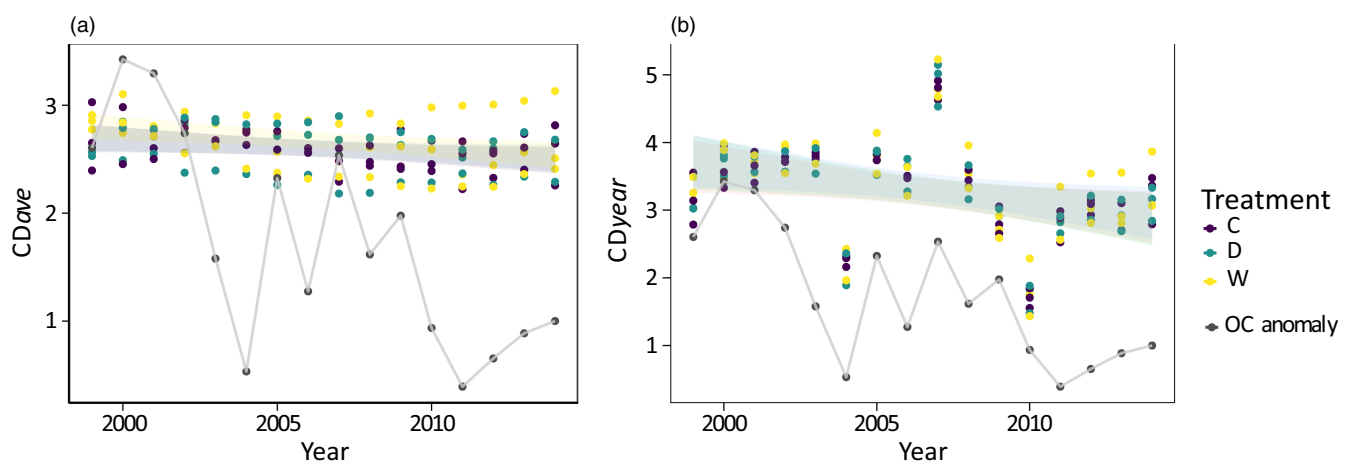 (a)
3
2
1
CDave
2000
2005
2010
Year
(b)
5
4
3
2
1
CDyear
2000
2005
2010
Year
Treatment
C
D
W
OC anomaly